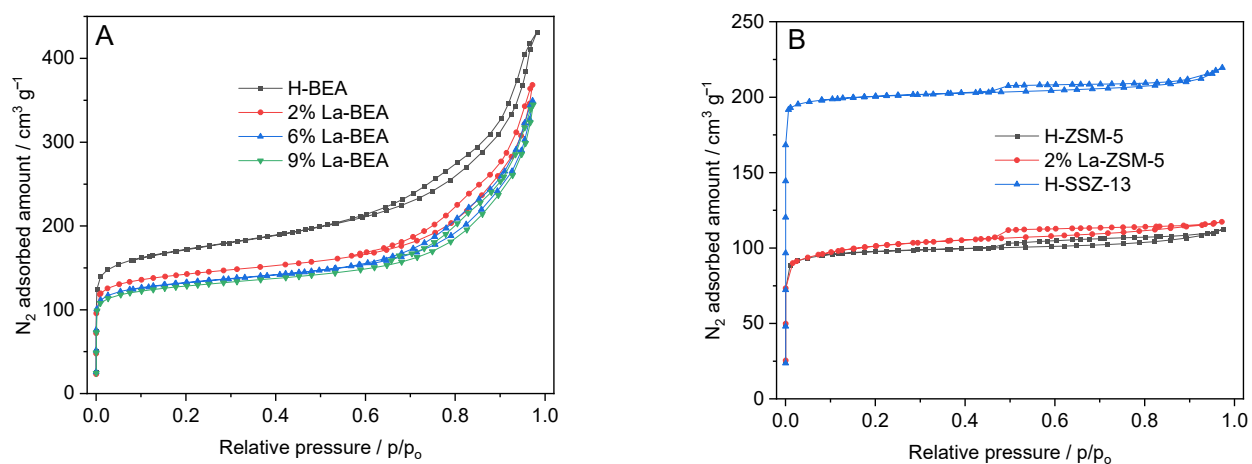 A
H-BEA
2% La-BEA
6% La-BEA
9% La-BEA
400
300
200
100
0
0.0 0.2 0.4 0.6 0.8 1.0
Relative pressure / p/pₒ
N₂ adsorbed amount / cm³ g⁻¹
B
H-ZSM-5
2% La-ZSM-5
H-SSZ-13
250
200
150
100
50
0
0.0 0.2 0.4 0.6 0.8 1.0
Relative pressure / p/pₒ
N₂ adsorbed amount / cm³ g⁻¹